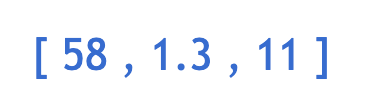 [ 58 , 1.3 , 11 ]